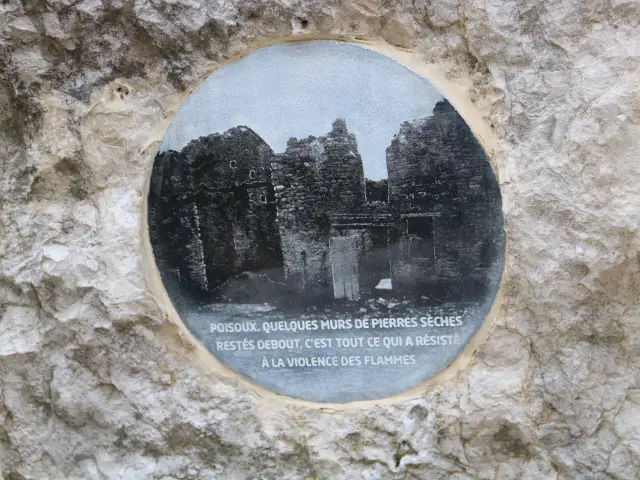 POISOUX. QUELQUES MURS DE PIERRES SÈCHES
RESTÉS DEBOUT, C'EST TOUT CE QUI A RÉSISTÉ
À LA VIOLENCE DES FLAMMES